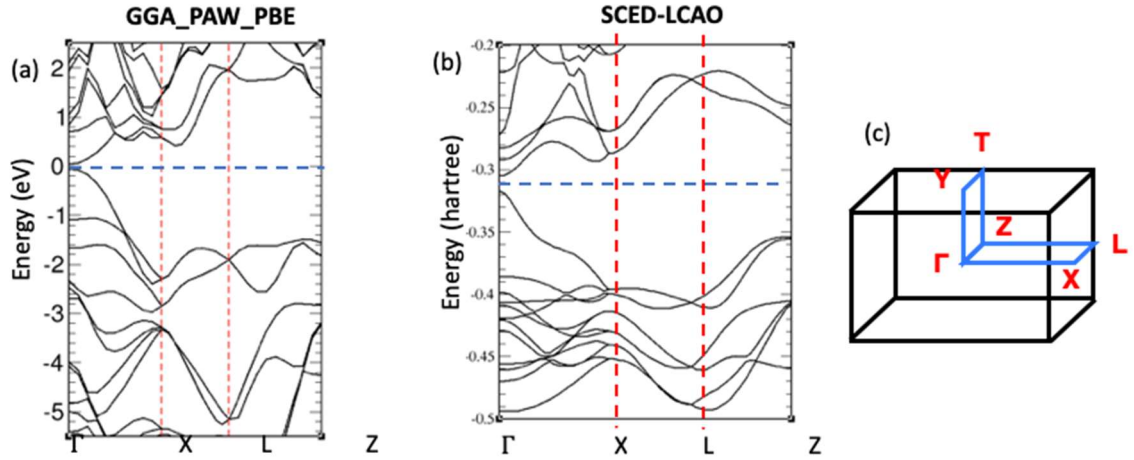 GGA_PAW_PBE
(a)
Energy (eV)
2
1
0
-1
-2
-3
-4
-5
Γ X L Z
SCED-LCAO
(b)
Energy (hartree)
-0.2
-0.25
-0.3
-0.35
-0.4
-0.45
-0.5
Γ X L Z
(c)
T
Y
Z
Γ
L
X